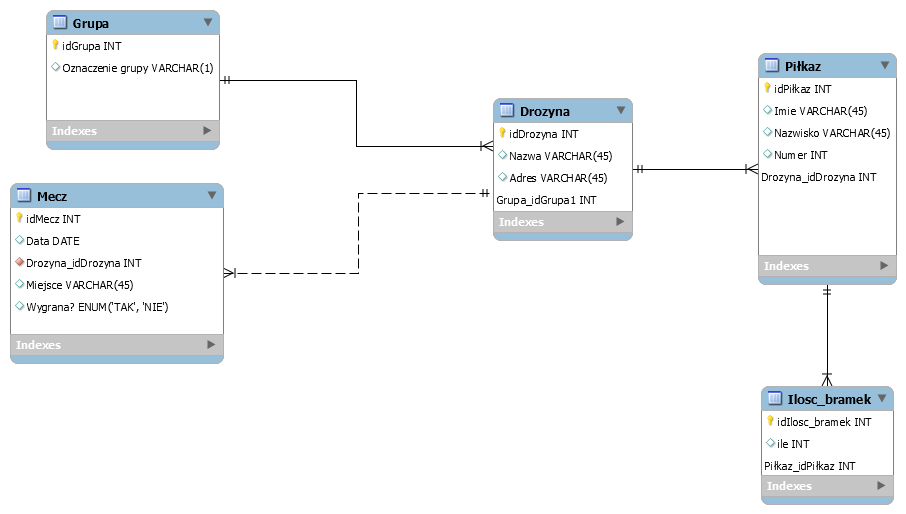 Grupa
idGrupa INT
Oznaczenie grupy VARCHAR(1)
Indexes
Mecz
idMecz INT
Data DATE
Drozyna_idDrozyna INT
Miejsce VARCHAR(45)
Wygrana? ENUM('TAK', 'NIE')
Indexes
Drozyna
idDrozyna INT
Nazwa VARCHAR(45)
Adres VARCHAR(45)
Grupa_idGrupa1 INT
Indexes
Piłkaz
idPiłkaz INT
Imie VARCHAR(45)
Nazwisko VARCHAR(45)
Numer INT
Drozyna_idDrozyna INT
Indexes
Ilosc_bramek
idIlosc_bramek INT
ile INT
Piłkaz_idPiłkaz INT
Indexes